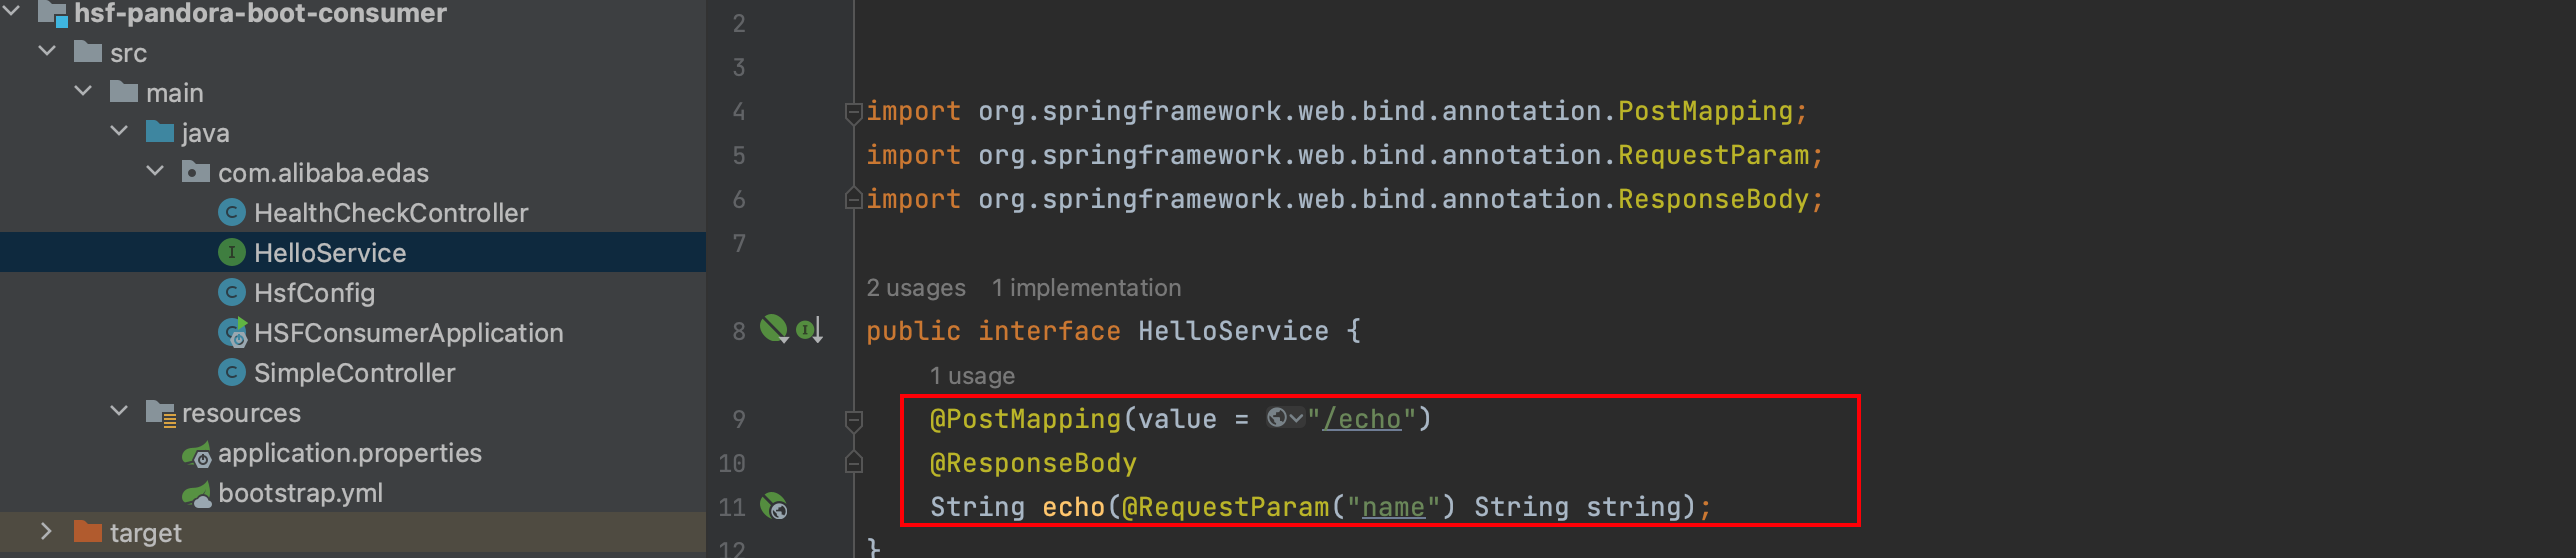 hsf-pandora-boot-consumer
src
main
java
com.alibaba.edas
HealthCheckController
HelloService
HsfConfig
HSFConsumerApplication
SimpleController
resources
application.properties
bootstrap.yml
target
2
3
4 import org.springframework.web.bind.annotation.PostMapping;
5 import org.springframework.web.bind.annotation.RequestParam;
6 import org.springframework.web.bind.annotation.ResponseBody;
7
2 usages 1 implementation
8 public interface HelloService {
1 usage
9 @PostMapping(value = "/echo")
10 @ResponseBody
11 String echo(@RequestParam("name") String string);
12 }